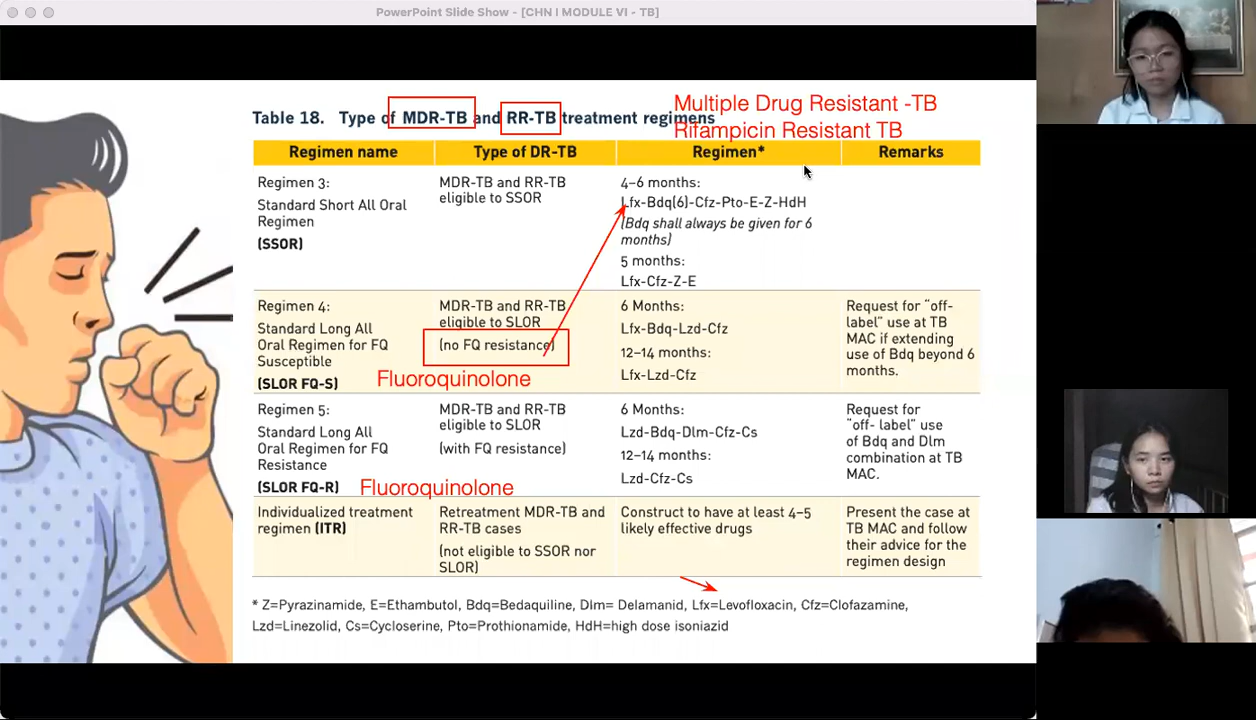 PowerPoint Slide Show - [CHN I MODULE VI - TB]
Multiple Drug Resistant -TB
Table 18. Type of MDR-TB and RR-TB treatment regimens
Rifampicin Resistant TB
Regimen name Type of DR-TB Regimen* Remarks
Regimen 3:
Standard Short All Oral
Regimen
(SSOR)
MDR-TB and RR-TB
eligible to SSOR
4–6 months:
Lfx-Bdq(6)-Cfz-Pto-E-Z-HdH
(Bdq shall always be given for 6
months)
5 months:
Lfx-Cfz-Z-E
Regimen 4:
Standard Long All
Oral Regimen for FQ
Susceptible
(SLOR FQ-S)
MDR-TB and RR-TB
eligible to SLOR
(no FQ resistance)
Fluoroquinolone
6 Months:
Lfx-Bdq-Lzd-Cfz
12–14 months:
Lfx-Lzd-Cfz
Request for “off-
label” use at TB
MAC if extending
use of Bdq beyond 6
months.
Regimen 5:
Standard Long All
Oral Regimen for FQ
Resistance
(SLOR FQ-R)
MDR-TB and RR-TB
eligible to SLOR
(with FQ resistance)
Fluoroquinolone
6 Months:
Lzd-Bdq-Dlm-Cfz-Cs
12–14 months:
Lzd-Cfz-Cs
Request for
“off- label” use
of Bdq and Dlm
combination at TB
MAC.
Individualized treatment
regimen (ITR)
Retreatment MDR-TB and
RR-TB cases
(not eligible to SSOR nor
SLOR)
Construct to have at least 4–5
likely effective drugs
Present the case at
TB MAC and follow
their advice for the
regimen design
* Z=Pyrazinamide, E=Ethambutol, Bdq=Bedaquiline, Dlm= Delamanid, Lfx=Levofloxacin, Cfz=Clofazamine,
Lzd=Linezolid, Cs=Cycloserine, Pto=Prothionamide, HdH=high dose isoniazid